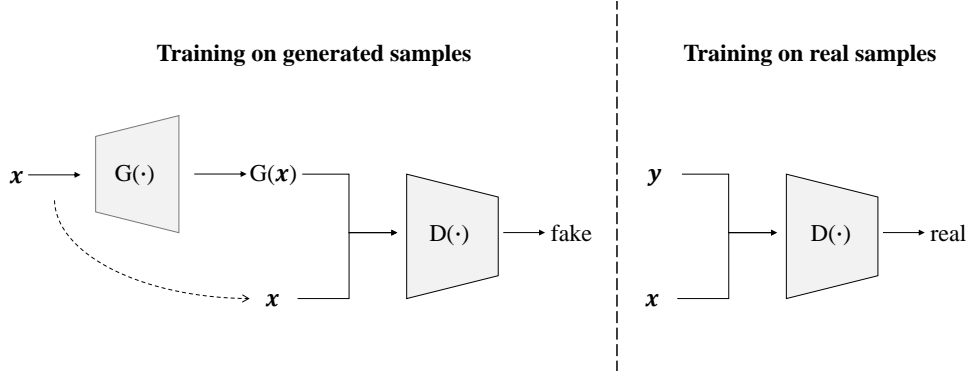 Training on generated samples
x
G(·)
G(x)
x
D(·)
fake
Training on real samples
y
x
D(·)
real